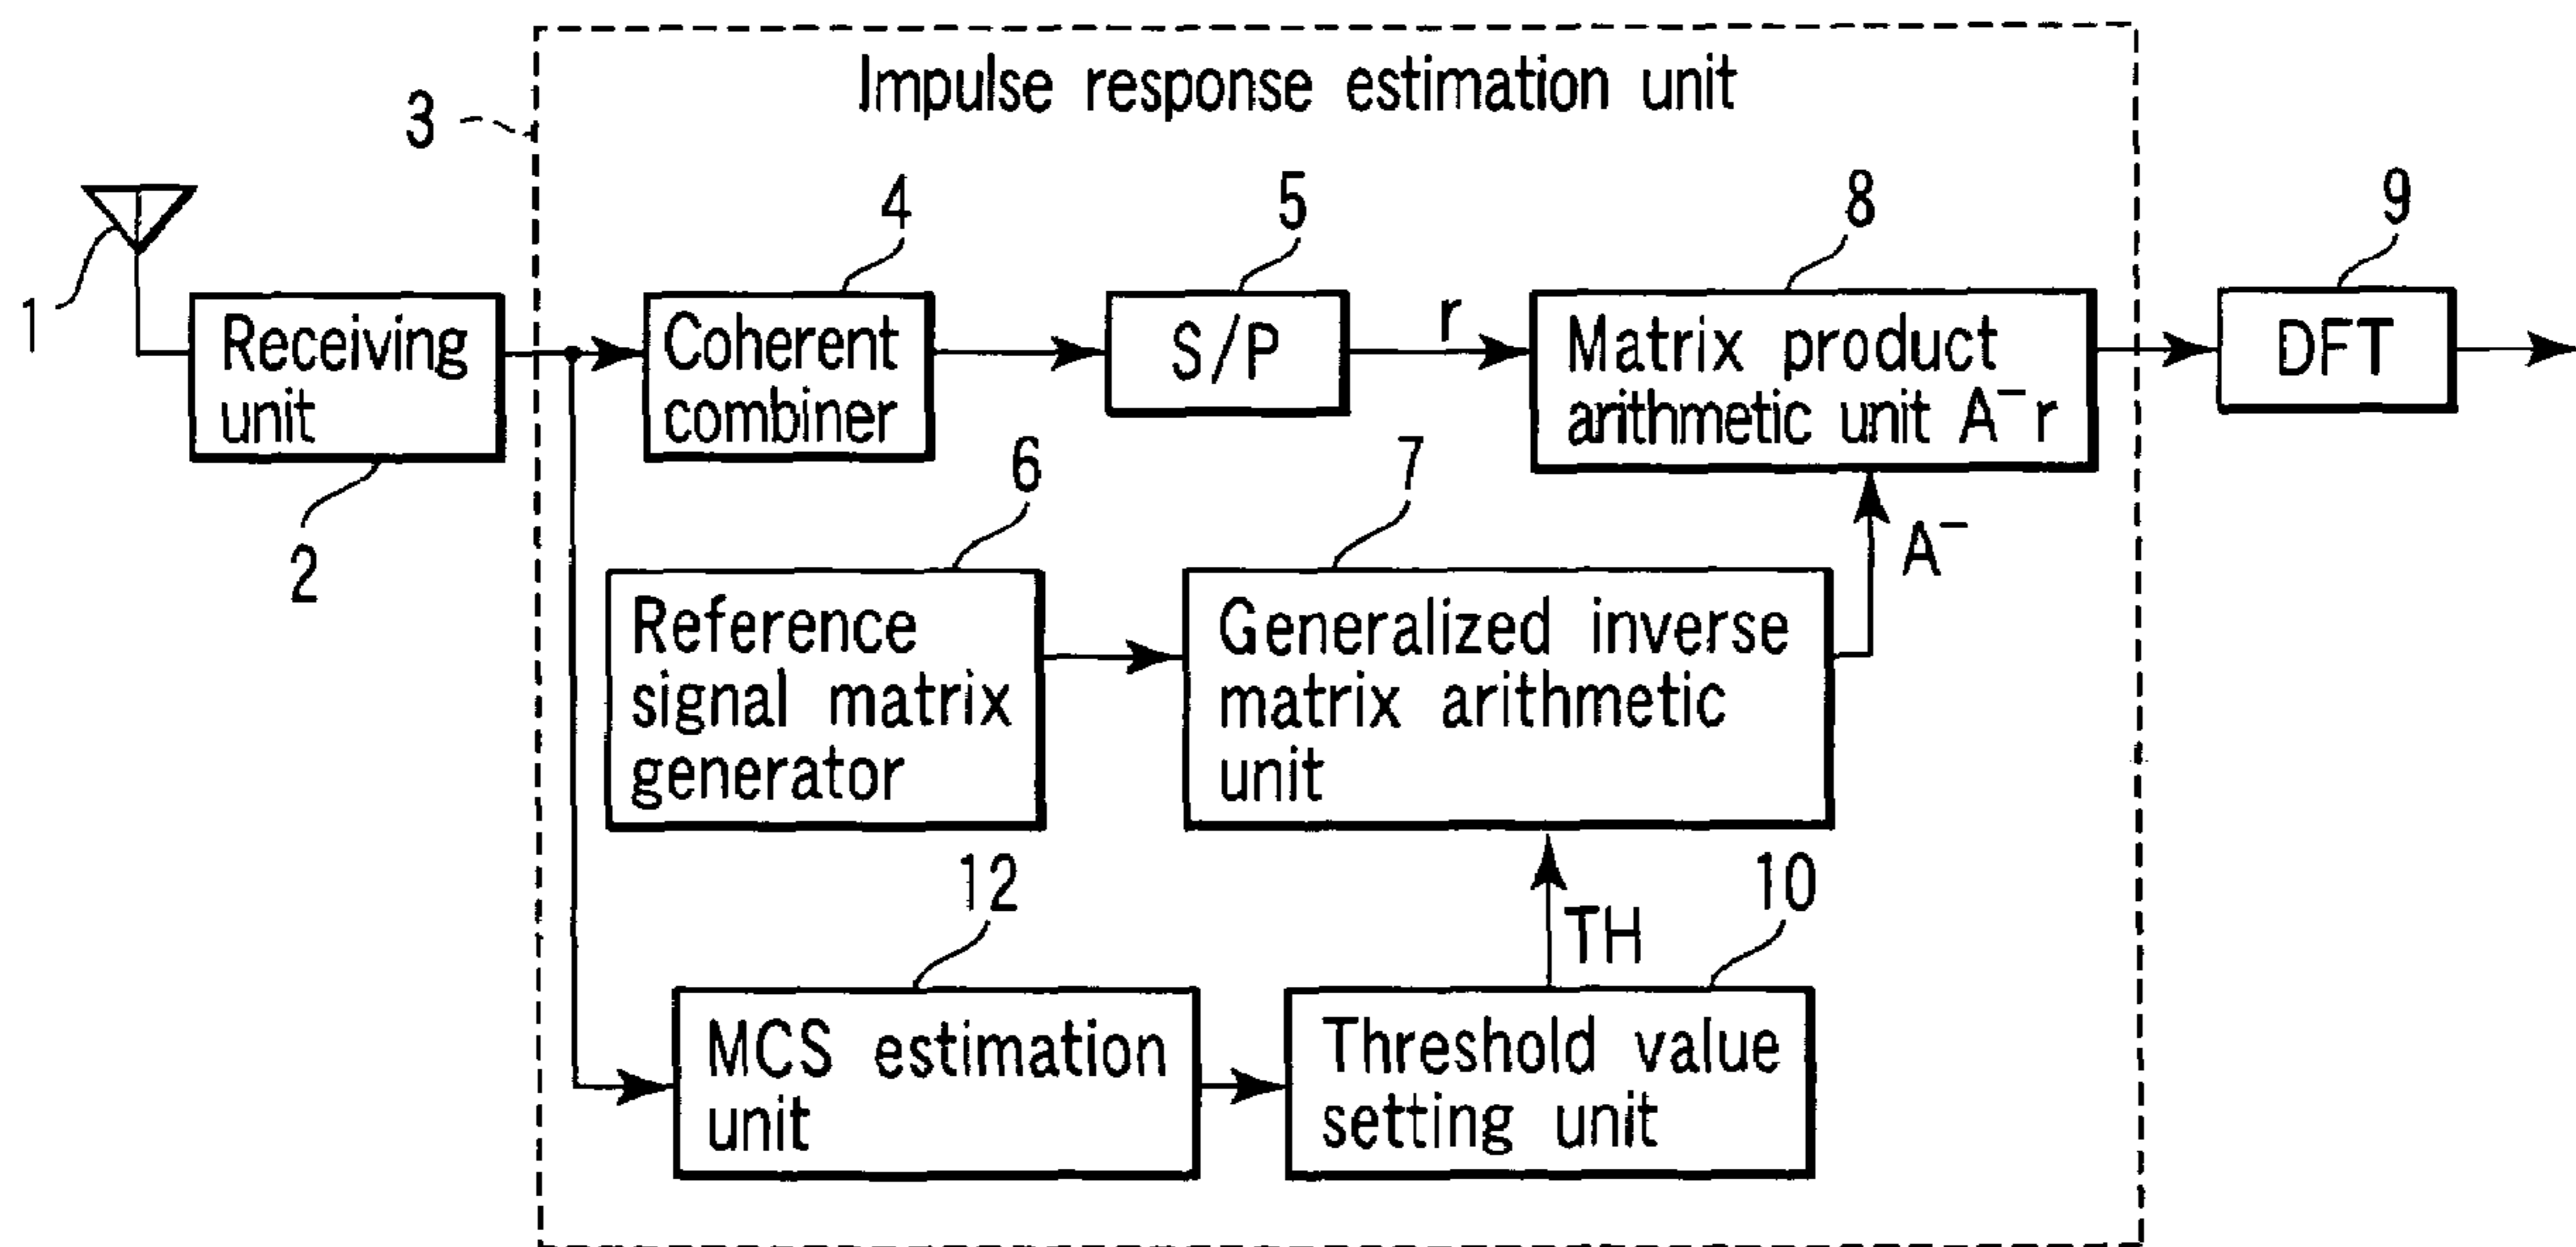 Impulse response estimation unit
3
1
Receiving
unit
2
4
Coherent
combiner
5
S/P
r
8
Matrix product
arithmetic unit A⁻r
9
DFT
6
Reference
signal matrix
generator
7
Generalized inverse
matrix arithmetic
unit
A⁻
12
MCS estimation
unit
TH
10
Threshold value
setting unit